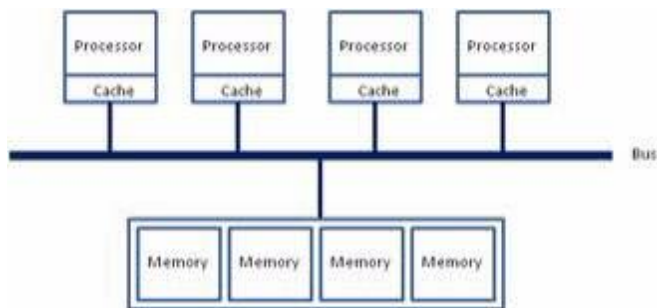 Processor Processor Processor Processor
Cache Cache Cache Cache
Bus
Memory Memory Memory Memory